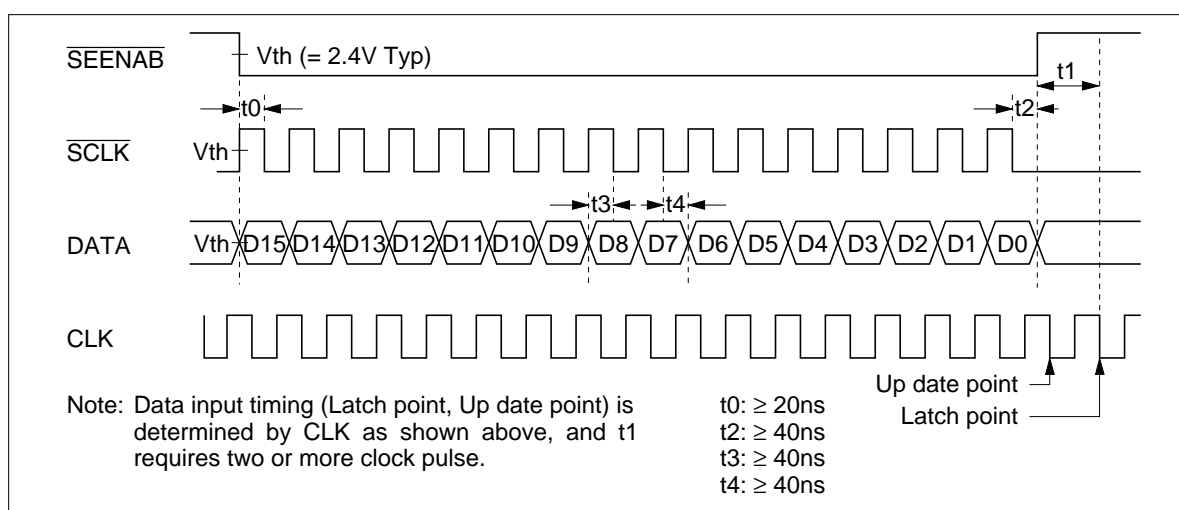 SEENAB
Vth (= 2.4V Typ)
t1
t0
t2
SCLK
Vth
t3
t4
DATA
Vth
D15 D14 D13 D12 D11 D10 D9 D8 D7 D6 D5 D4 D3 D2 D1 D0
CLK
Up date point
Latch point
Note: Data input timing (Latch point, Up date point) is
determined by CLK as shown above, and t1
requires two or more clock pulse.
t0: ≥ 20ns
t2: ≥ 40ns
t3: ≥ 40ns
t4: ≥ 40ns